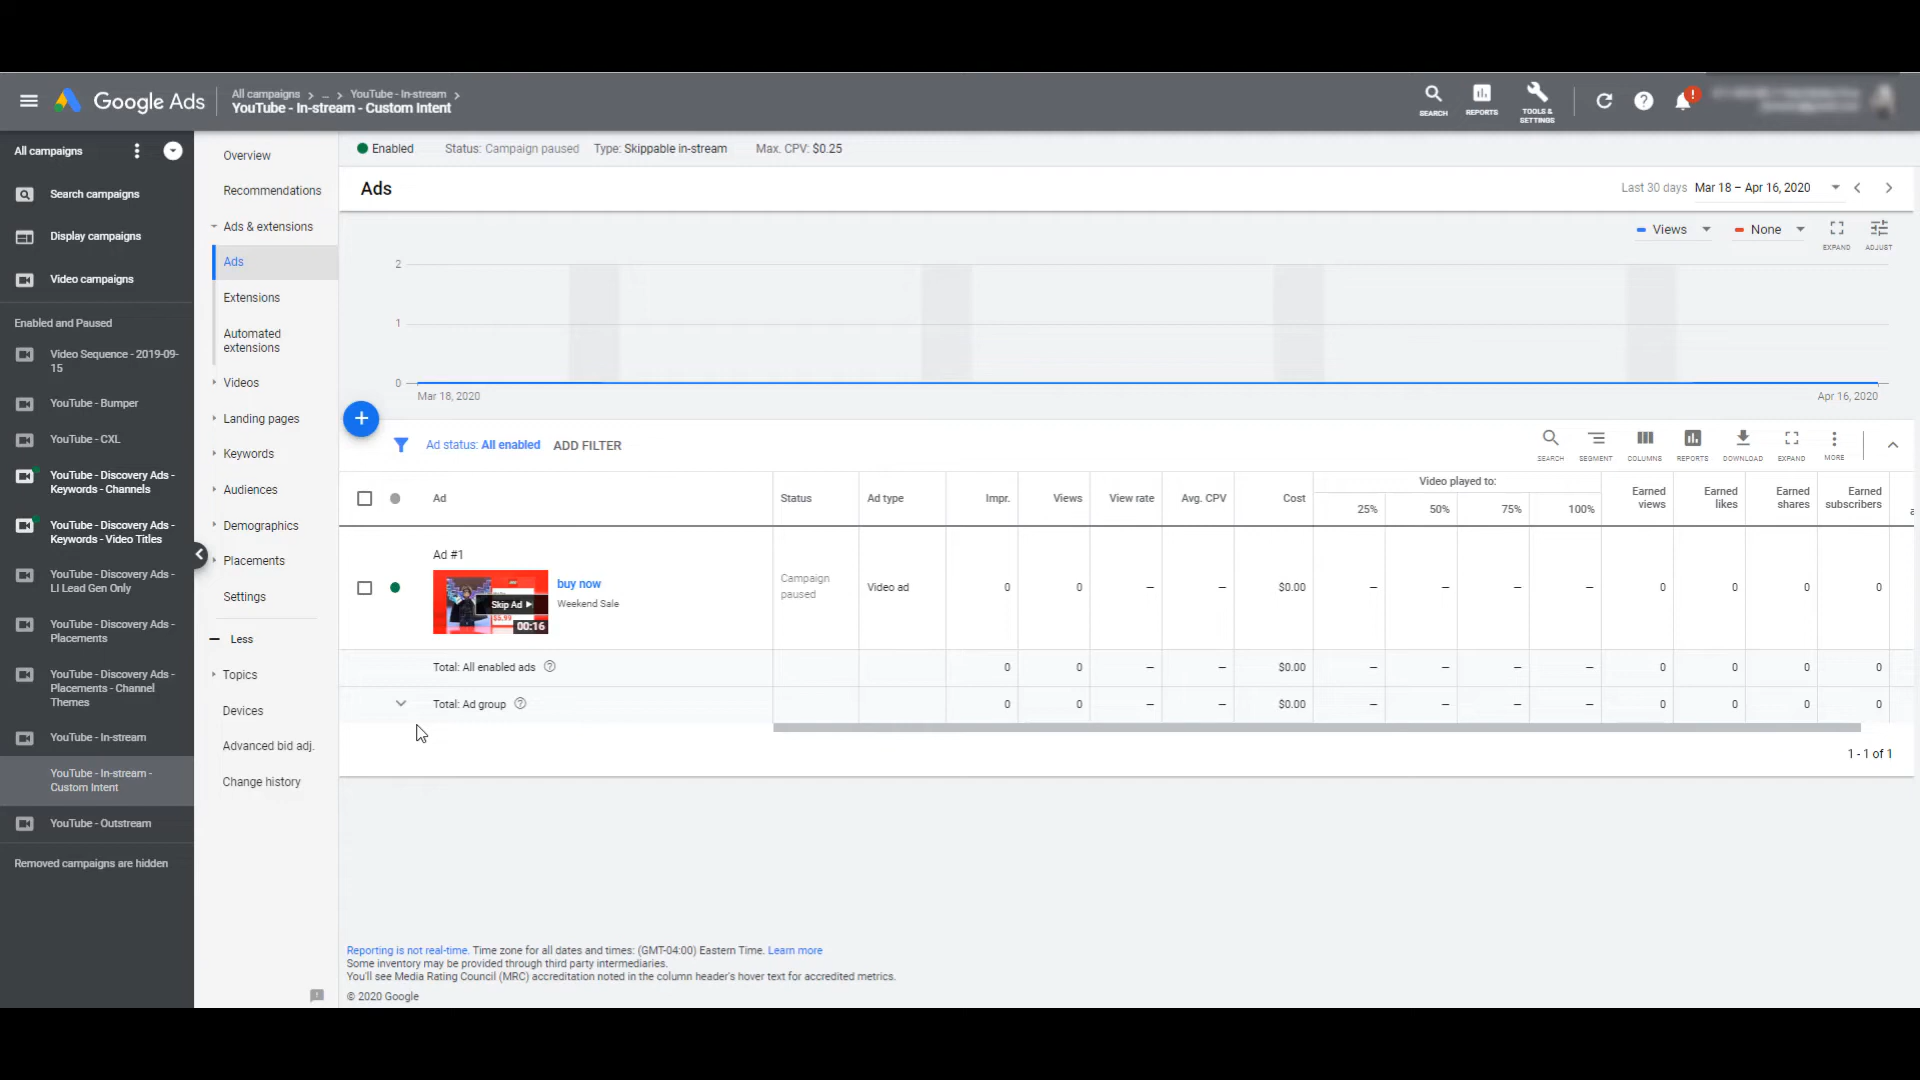 Google Ads
All campaigns > ... > YouTube - In-stream >
YouTube - In-stream - Custom Intent
SEARCH
REPORTS
TOOLS &
SETTINGS
!
All campaigns
Search campaigns
Display campaigns
Video campaigns
Enabled and Paused
Video Sequence - 2019-09-
15
YouTube - Bumper
YouTube - CXL
YouTube - Discovery Ads -
Keywords - Channels
YouTube - Discovery Ads -
Keywords - Video Titles
YouTube - Discovery Ads -
LI Lead Gen Only
YouTube - Discovery Ads -
Placements
YouTube - Discovery Ads -
Placements - Channel
Themes
YouTube - In-stream
YouTube - In-stream -
Custom Intent
YouTube - Outstream
Removed campaigns are hidden
Overview
Recommendations
Ads & extensions
Ads
Extensions
Automated
extensions
Videos
Landing pages
Keywords
Audiences
Demographics
Placements
Settings
Less
Topics
Devices
Advanced bid adj.
Change history
Enabled Status: Campaign paused Type: Skippable in-stream Max. CPV: $0.25
Ads
Last 30 days Mar 18 – Apr 16, 2020
Views None
EXPAND ADJUST
2
1
0
Mar 18, 2020 Apr 16, 2020
Ad status: All enabled ADD FILTER
SEARCH SEGMENT COLUMNS REPORTS DOWNLOAD EXPAND MORE
Ad Status Ad type Impr. Views View rate Avg. CPV Cost
Video played to:
25% 50% 75% 100%
Earned
views
Earned
likes
Earned
shares
Earned
subscribers
Ad #1
Skip Ad
$5.99
00:16
buy now
Weekend Sale
Campaign
paused
Video ad 0 0 – – $0.00 – – – – 0 0 0 0
Total: All enabled ads 0 0 – – $0.00 – – – – 0 0 0 0
Total: Ad group 0 0 – – $0.00 – – – – 0 0 0 0
1 - 1 of 1
Reporting is not real-time. Time zone for all dates and times: (GMT-04:00) Eastern Time. Learn more
Some inventory may be provided through third party intermediaries.
You'll see Media Rating Council (MRC) accreditation noted in the column header's hover text for accredited metrics.
© 2020 Google